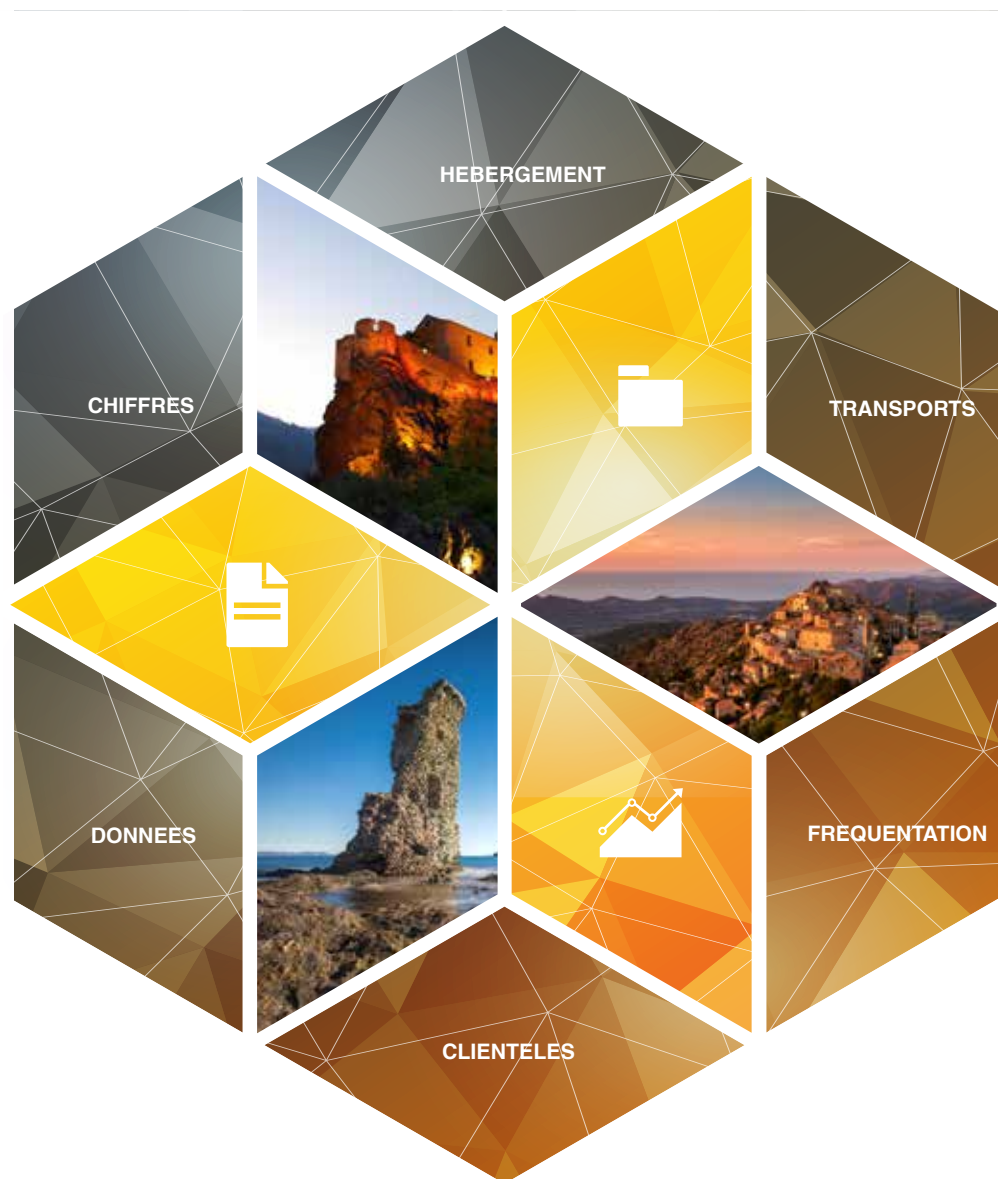 HEBERGEMENT
CHIFFRES
TRANSPORTS
DONNEES
FREQUENTATION
CLIENTELES